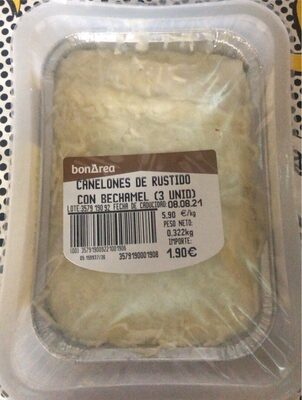 bonÀrea
CANELONES DE RUSTIDO
CON BECHAMEL (3 UNID)
LOTE:3579 190 92 FECHA DE CADUCIDAD 08.08.21
5.90 €/kg
PESO NETO:
0.322kg
IMPORTE:
1.90€
3579190001908